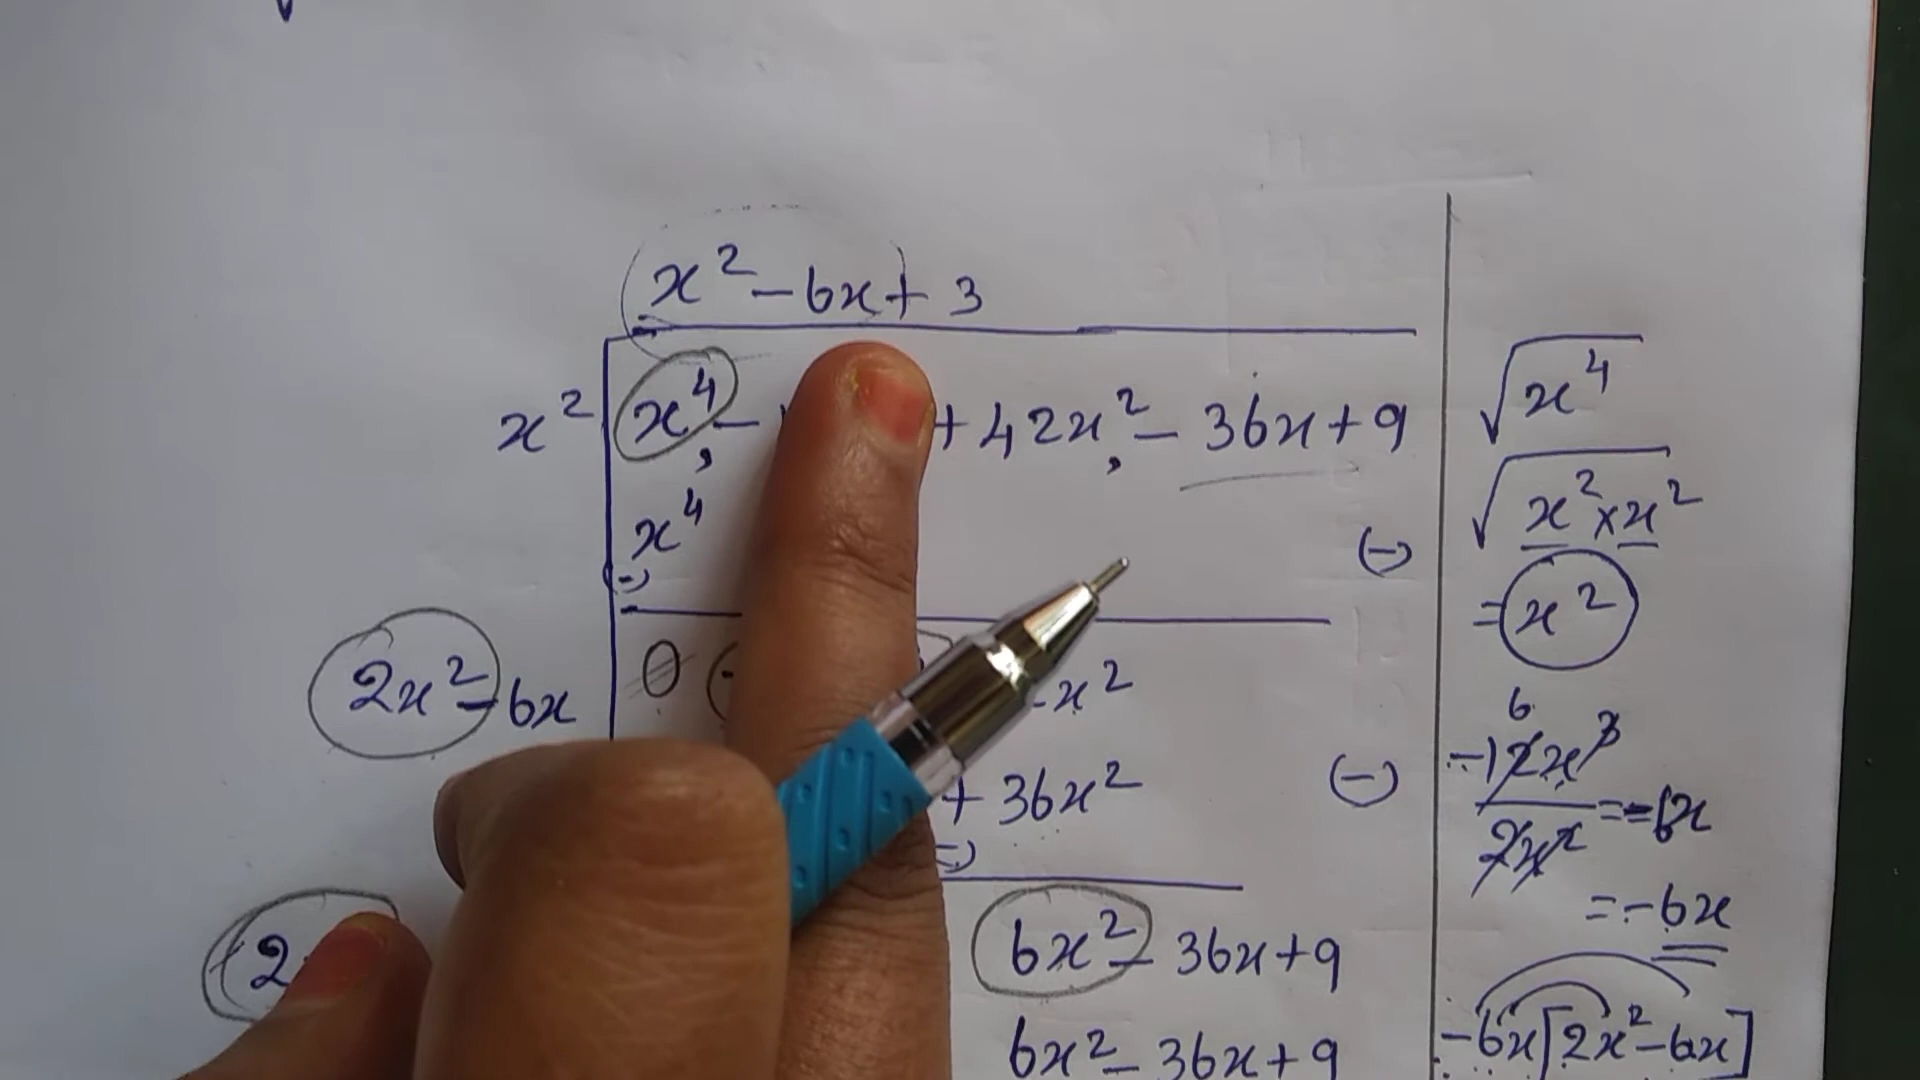 x² - 6x + 3
x² x⁴ - + 42x² - 36x + 9
x⁴ (-) (-)
2x² - 6x 0 x²
+ 36x² (-)
(-)
2 6x² - 36x + 9
6x² - 36x + 9
√x⁴
√x² × x²
= x²
6
-12x³
/ 2x² = -6x
= -6x
-6x[2x² - 6x]